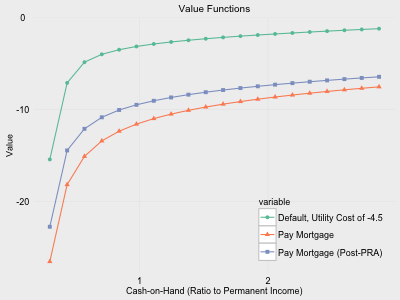 Value Functions
0
-10
-20
Value
variable
Default, Utility Cost of -4.5
Pay Mortgage
Pay Mortgage (Post-PRA)
1 2
Cash-on-Hand (Ratio to Permanent Income)